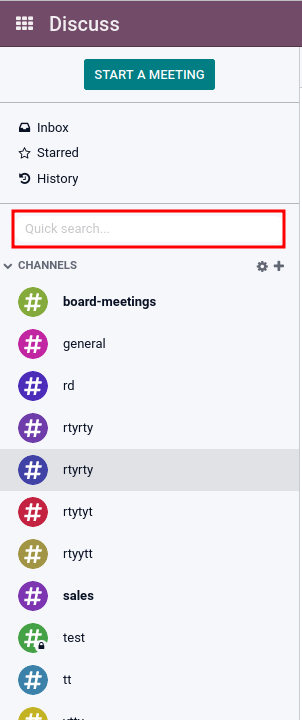 Discuss
START A MEETING
Inbox
Starred
History
Quick search...
CHANNELS
board-meetings
general
rd
rtyrty
rtyrty
rtytyt
rtyytt
sales
test
tt